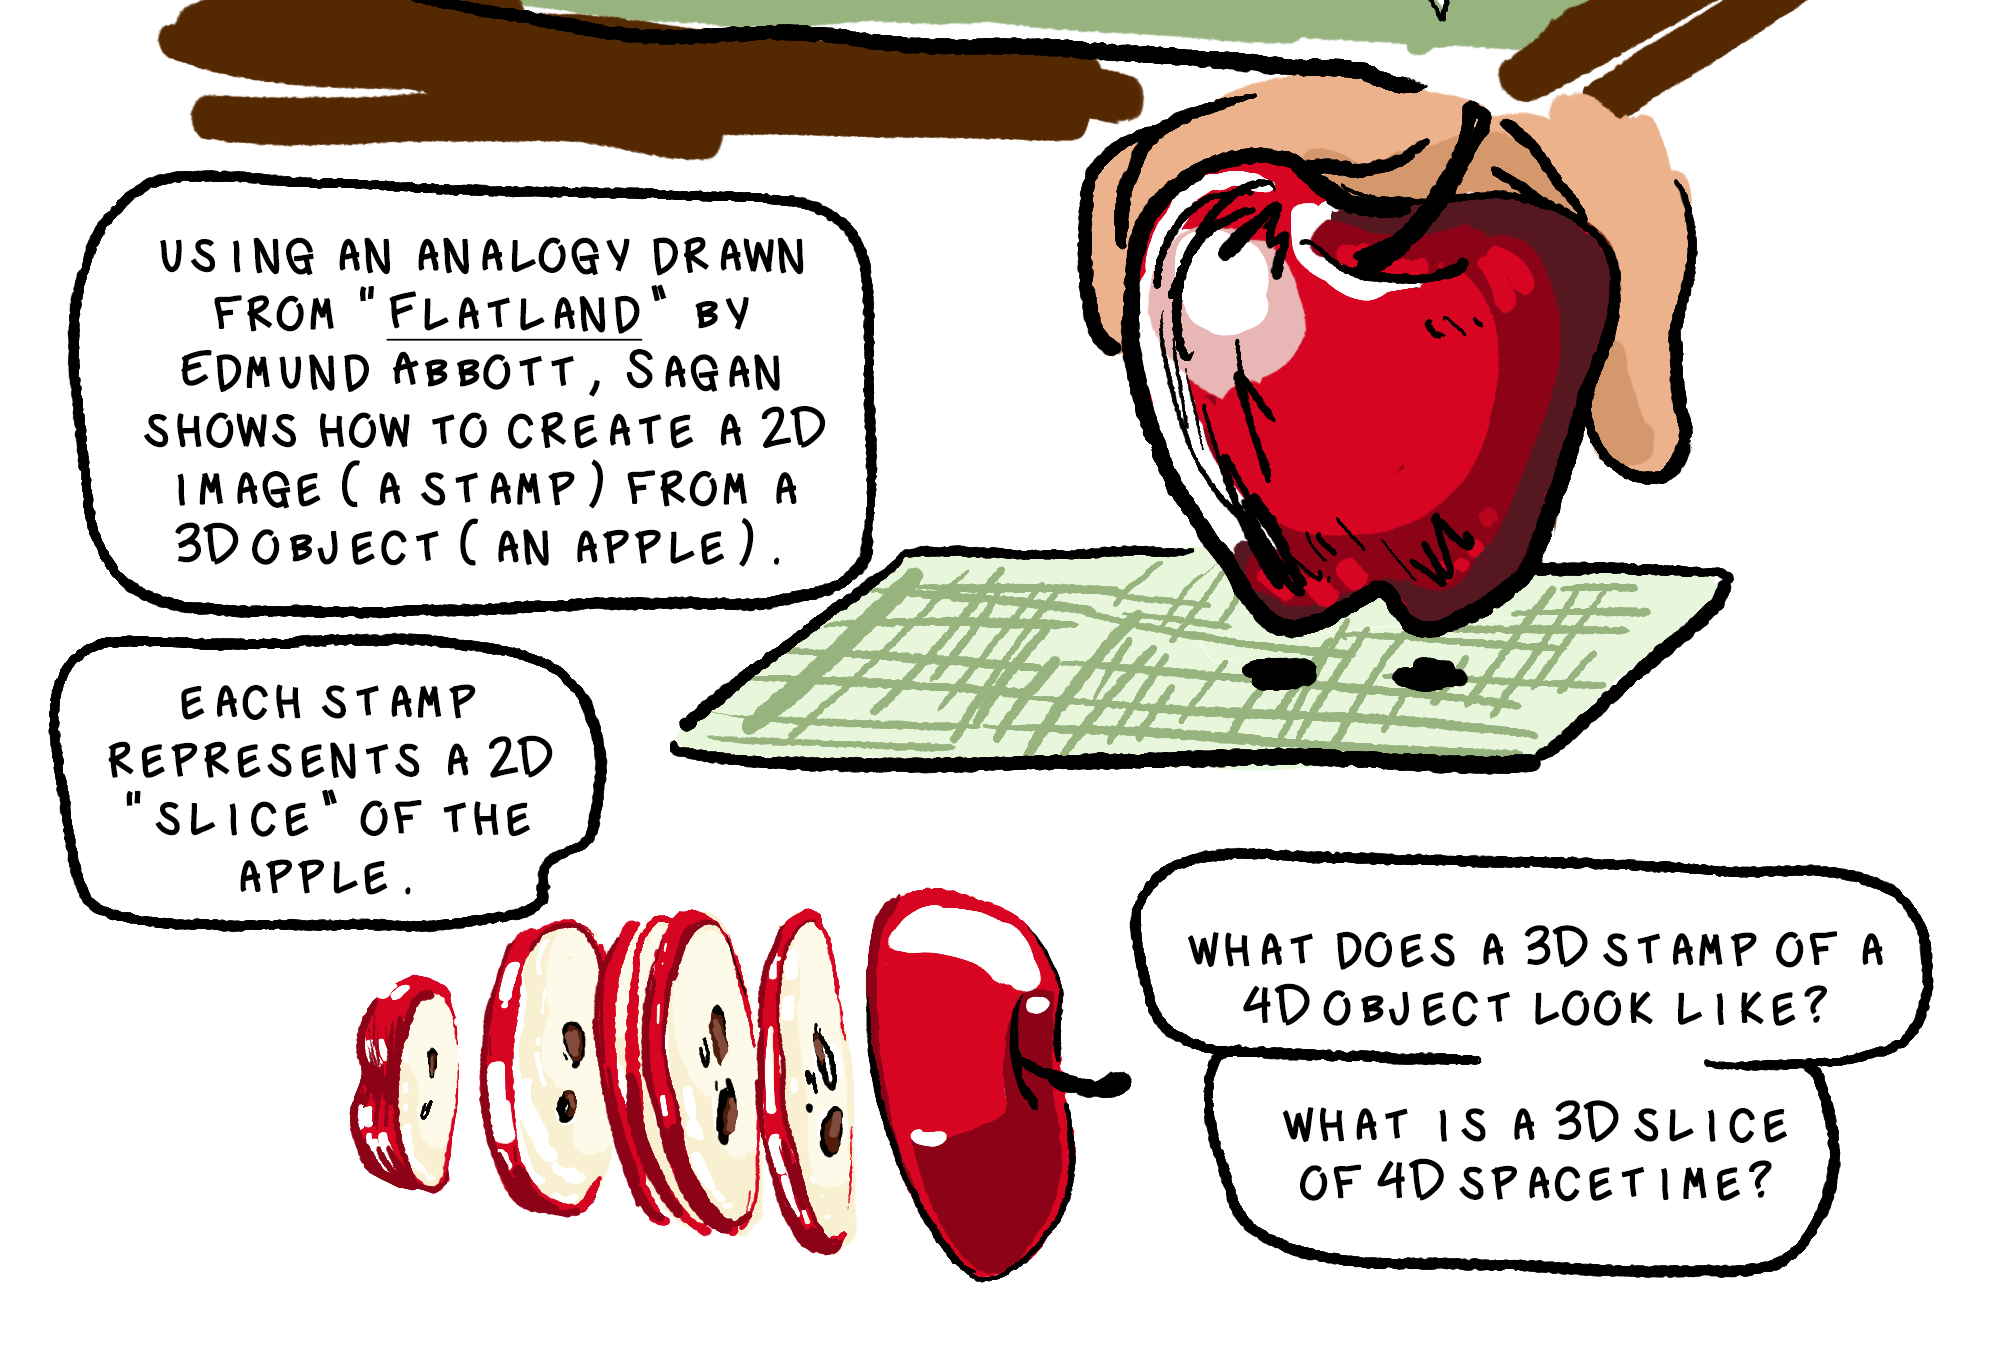 USING AN ANALOGY DRAWN
FROM "FLATLAND" BY
EDMUND ABBOTT, SAGAN
SHOWS HOW TO CREATE A 2D
IMAGE (A STAMP) FROM A
3D OBJECT (AN APPLE).
EACH STAMP
REPRESENTS A 2D
"SLICE" OF THE
APPLE.
WHAT DOES A 3D STAMP OF A
4D OBJECT LOOK LIKE?
WHAT IS A 3D SLICE
OF 4D SPACETIME?